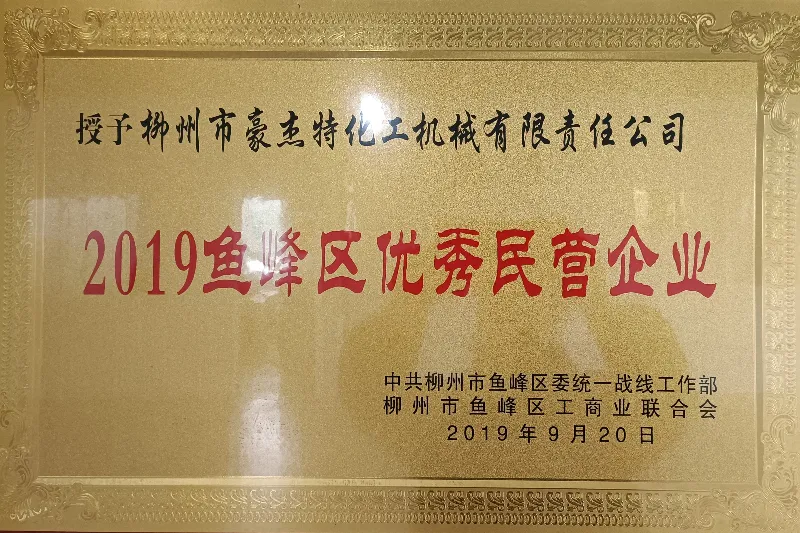 授予柳州市豪杰特化工机械有限责任公司
2019鱼峰区优秀民营企业
中共柳州市鱼峰区委统一战线工作部
柳州市鱼峰区工商业联合会
2019年9月20日